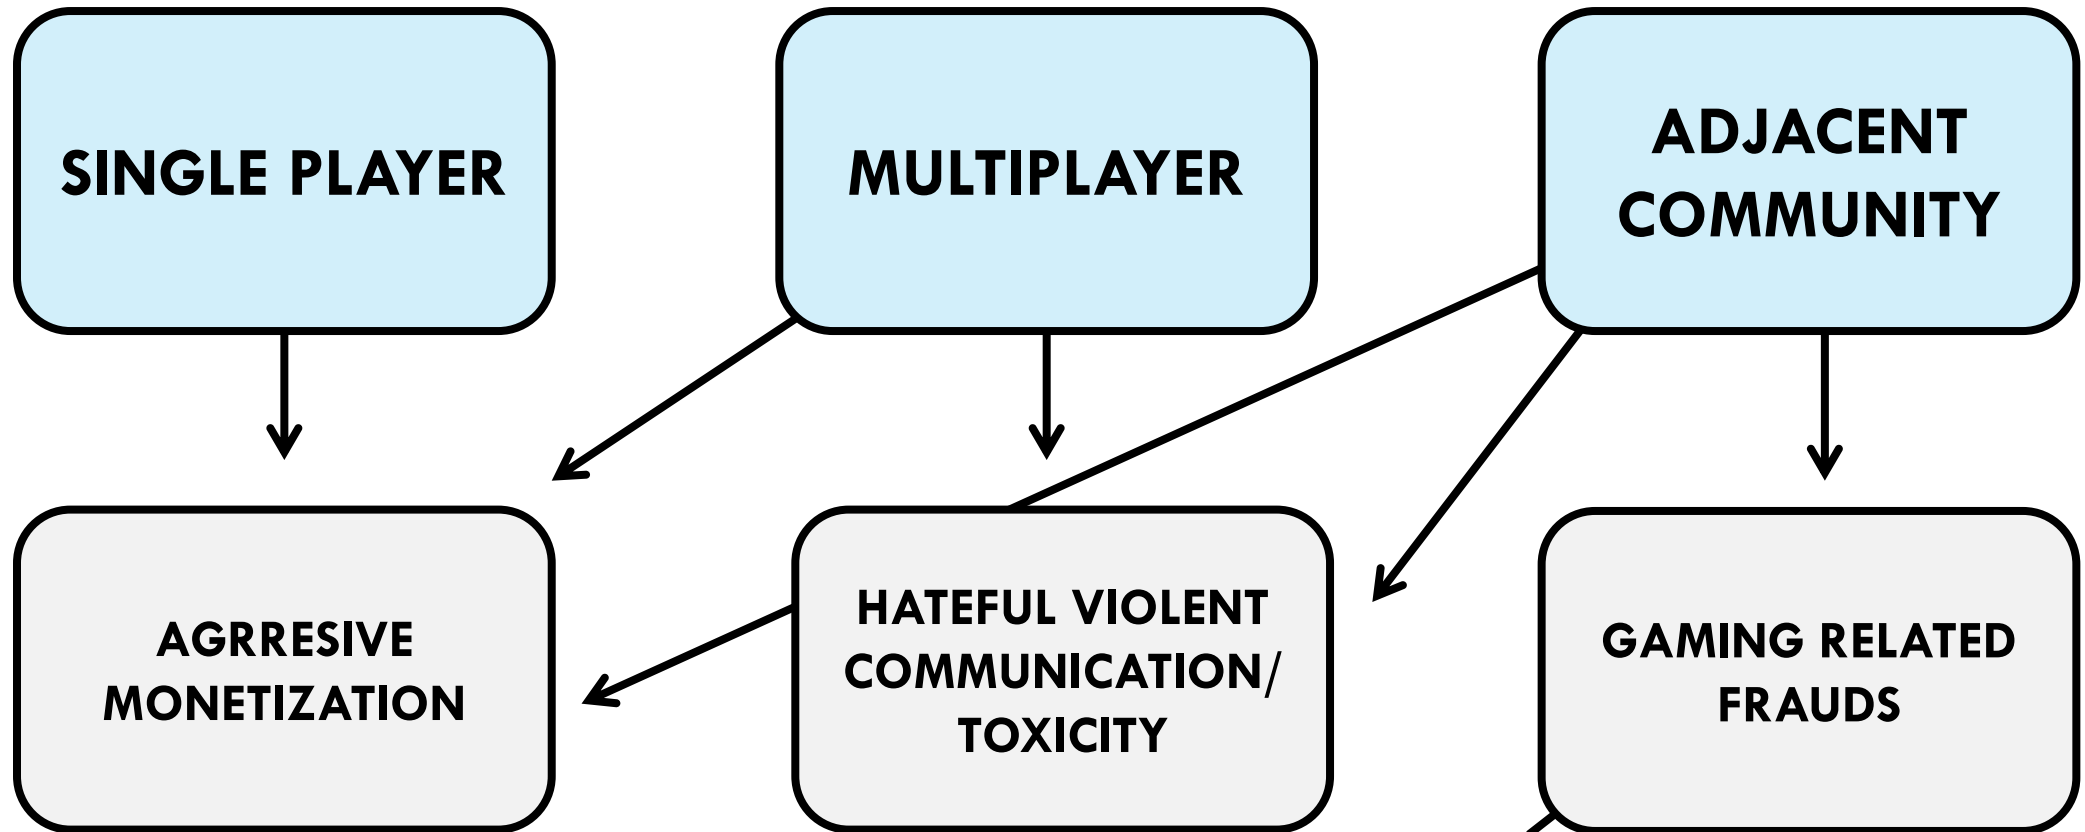 SINGLE PLAYER
MULTIPLAYER
ADJACENT
COMMUNITY
AGRRESIVE
MONETIZATION
HATEFUL VIOLENT
COMMUNICATION/
TOXICITY
GAMING RELATED
FRAUDS